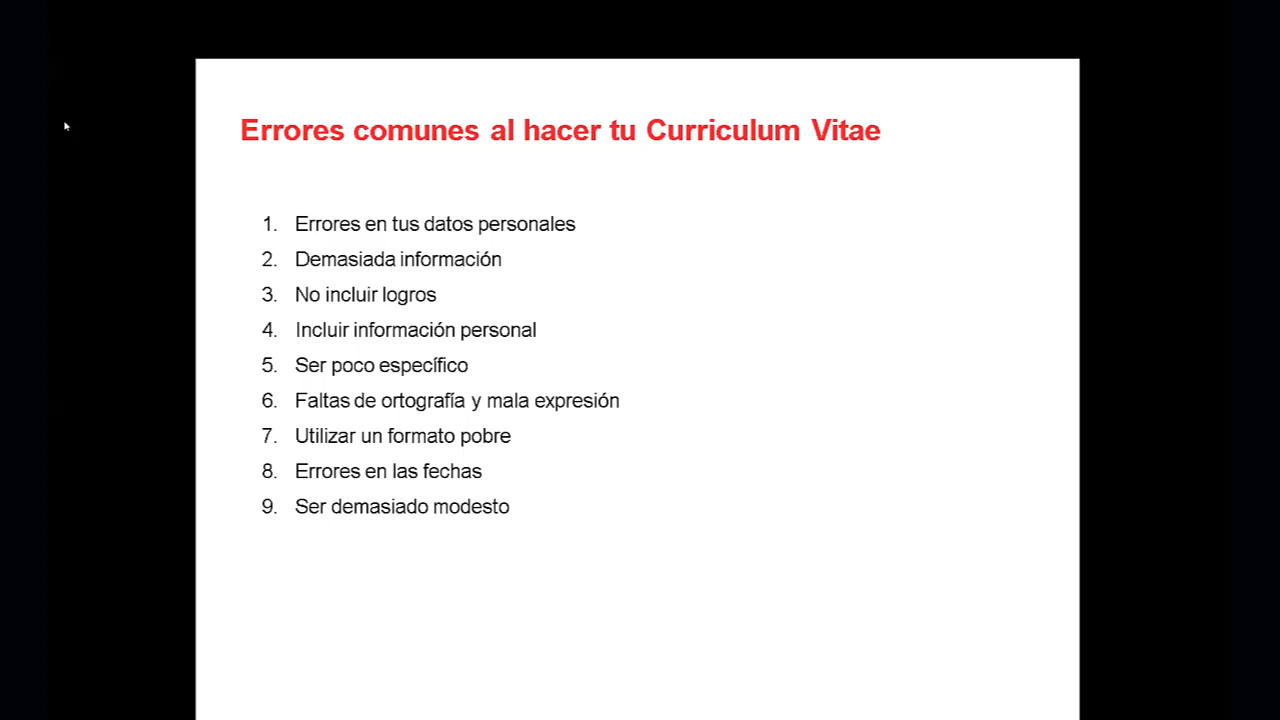 Errores comunes al hacer tu Curriculum Vitae
1. Errores en tus datos personales
2. Demasiada información
3. No incluir logros
4. Incluir información personal
5. Ser poco específico
6. Faltas de ortografía y mala expresión
7. Utilizar un formato pobre
8. Errores en las fechas
9. Ser demasiado modesto